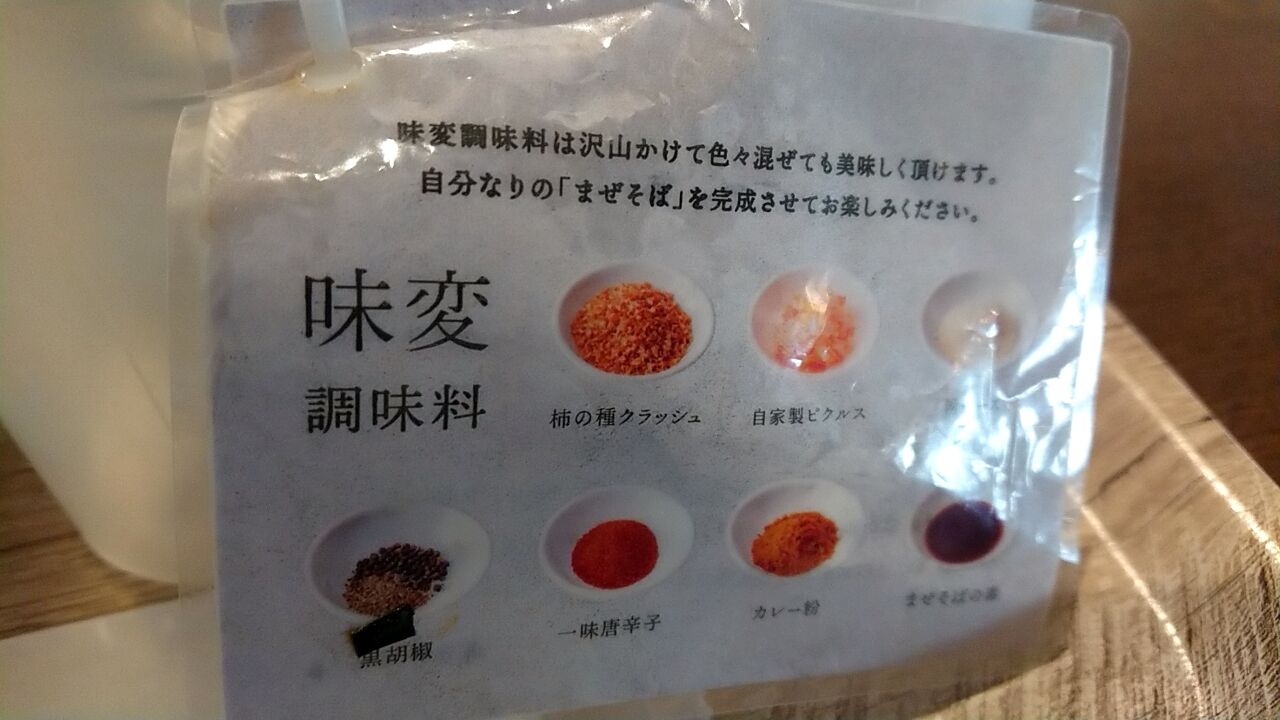 味変調味料は沢山かけて色々混ぜても美味しく頂けます。
自分なりの「まぜそば」を完成させてお楽しみください。
味変
調味料
柿の種クラッシュ
自家製ピクルス
黒胡椒
一味唐辛子
カレー粉
まぜそばの